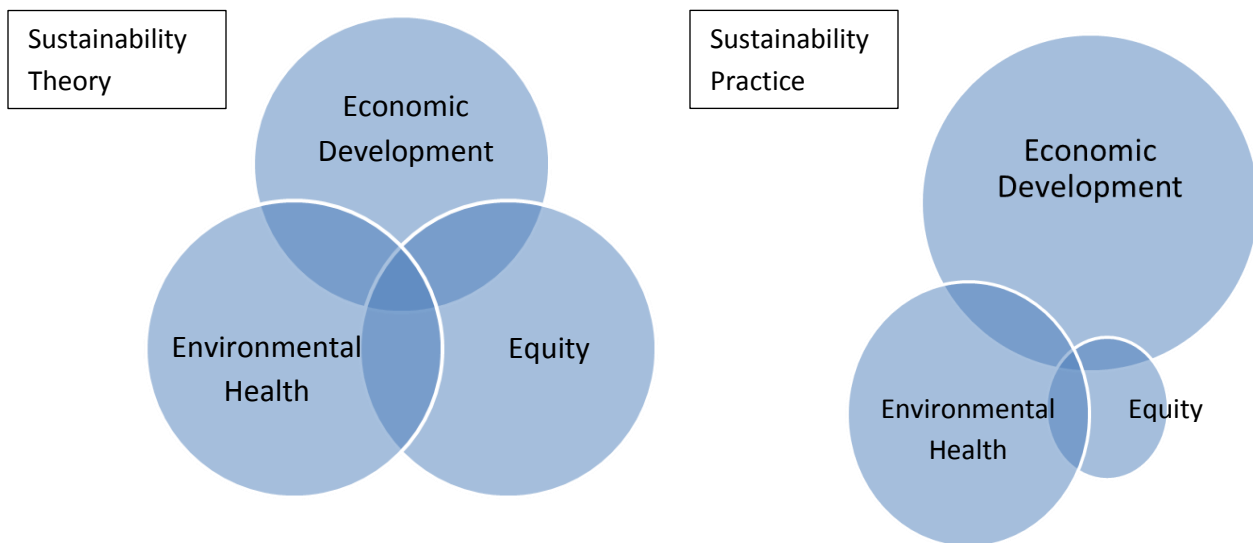 Sustainability
Theory
Economic
Development
Environmental
Health
Equity
Sustainability
Practice
Economic
Development
Environmental
Health
Equity